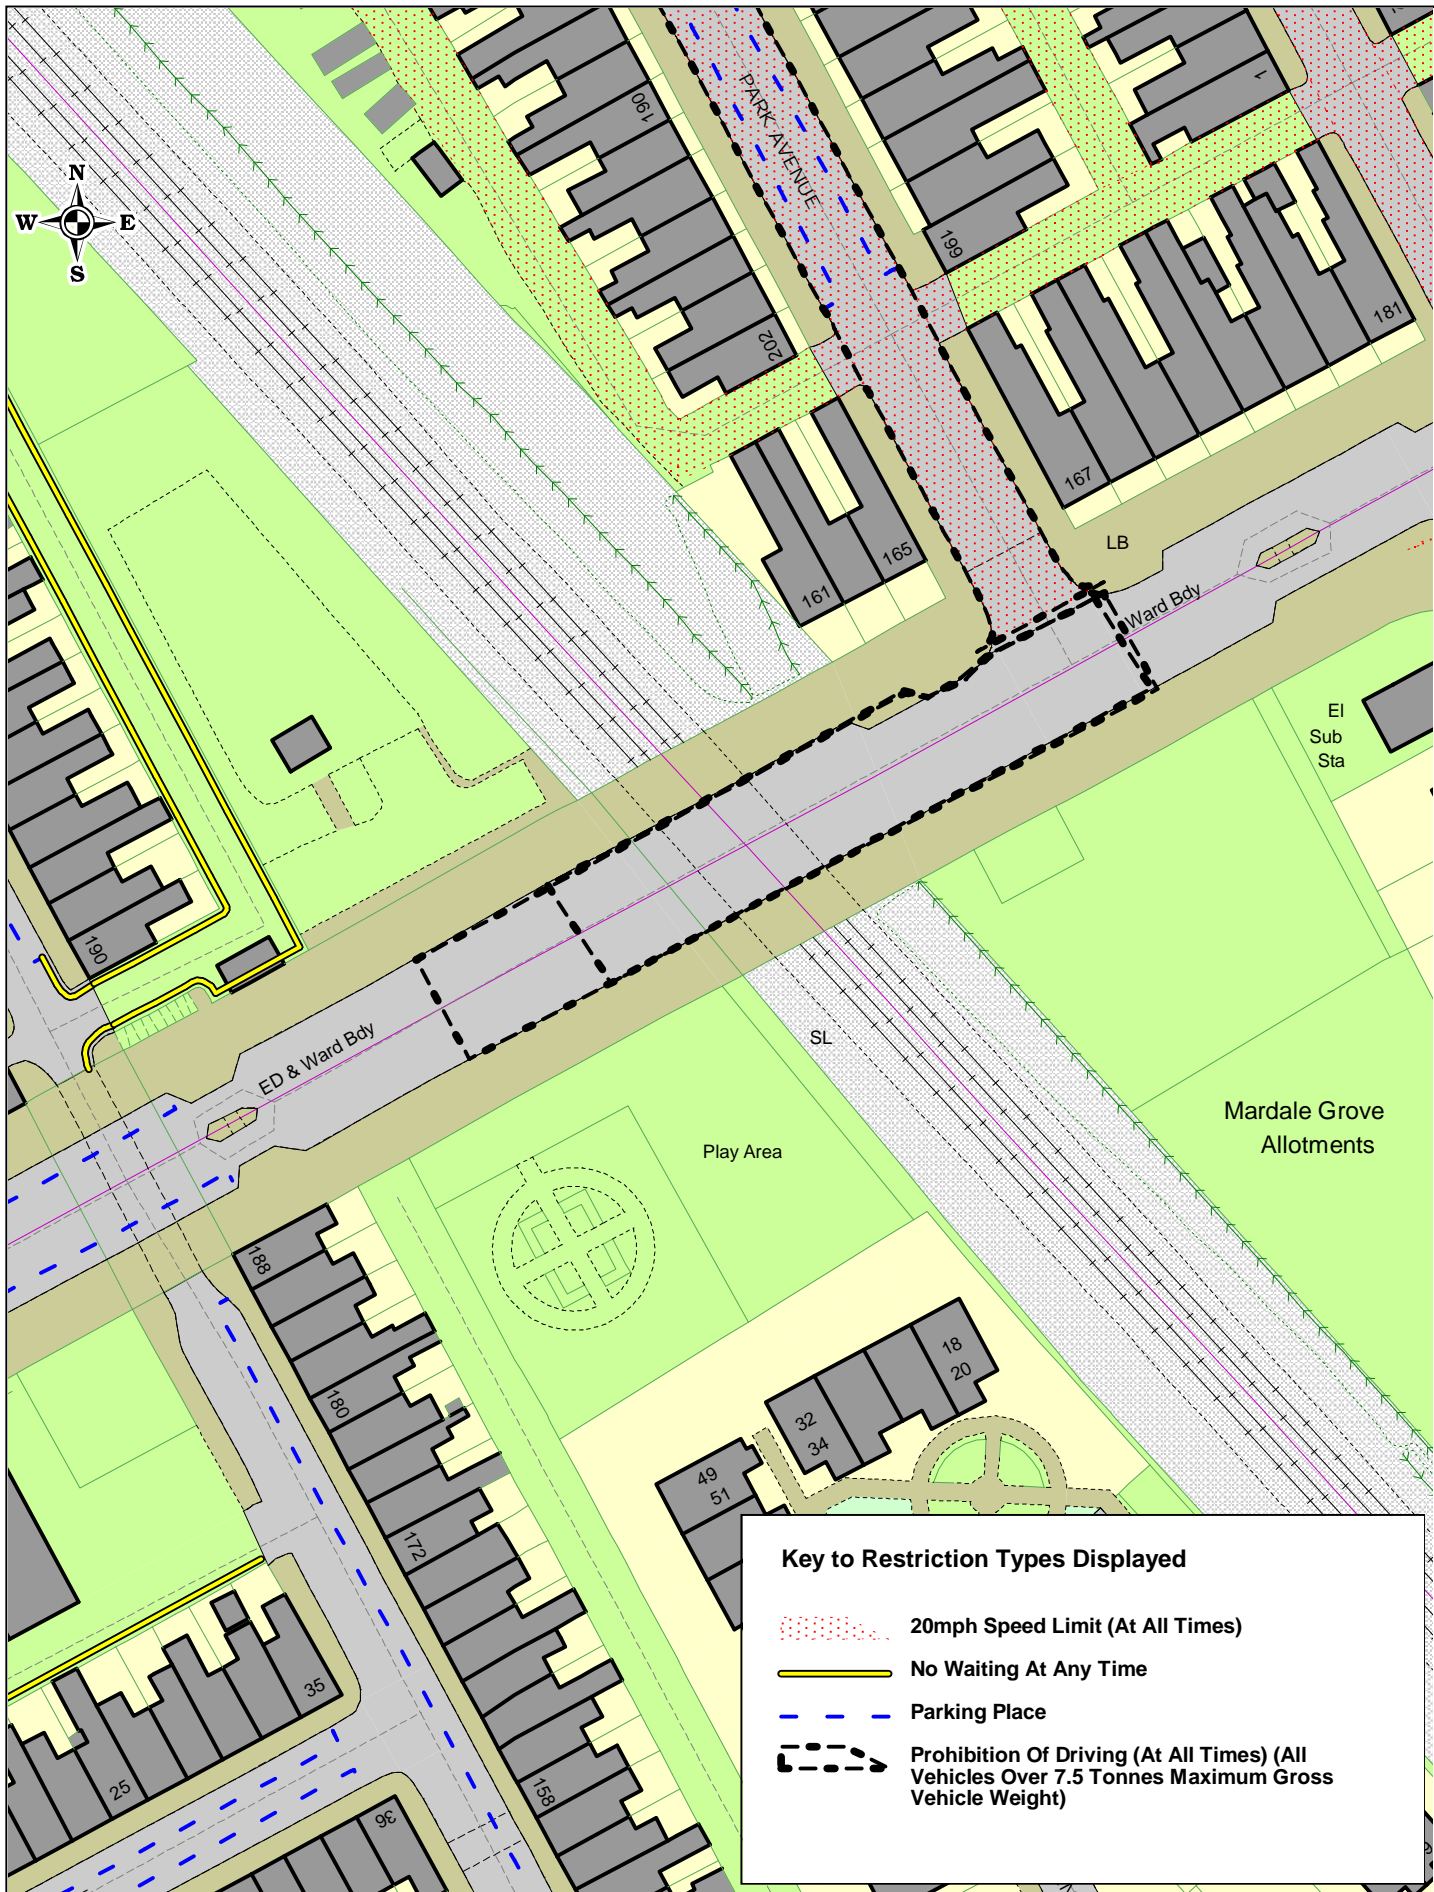 PARK AVENUE
1
190
N
W
E
S
199
202
181
167
165
161
LB
Ward Bdy
El
Sub
Sta
190
ED & Ward Bdy
SL
Mardale Grove
Allotments
Play Area
188
180
18
20
32
34
49
51
172
35
25
158
36
Key to Restriction Types Displayed
20mph Speed Limit (At All Times)
No Waiting At Any Time
Parking Place
Prohibition Of Driving (At All Times) (All
Vehicles Over 7.5 Tonnes Maximum Gross
Vehicle Weight)